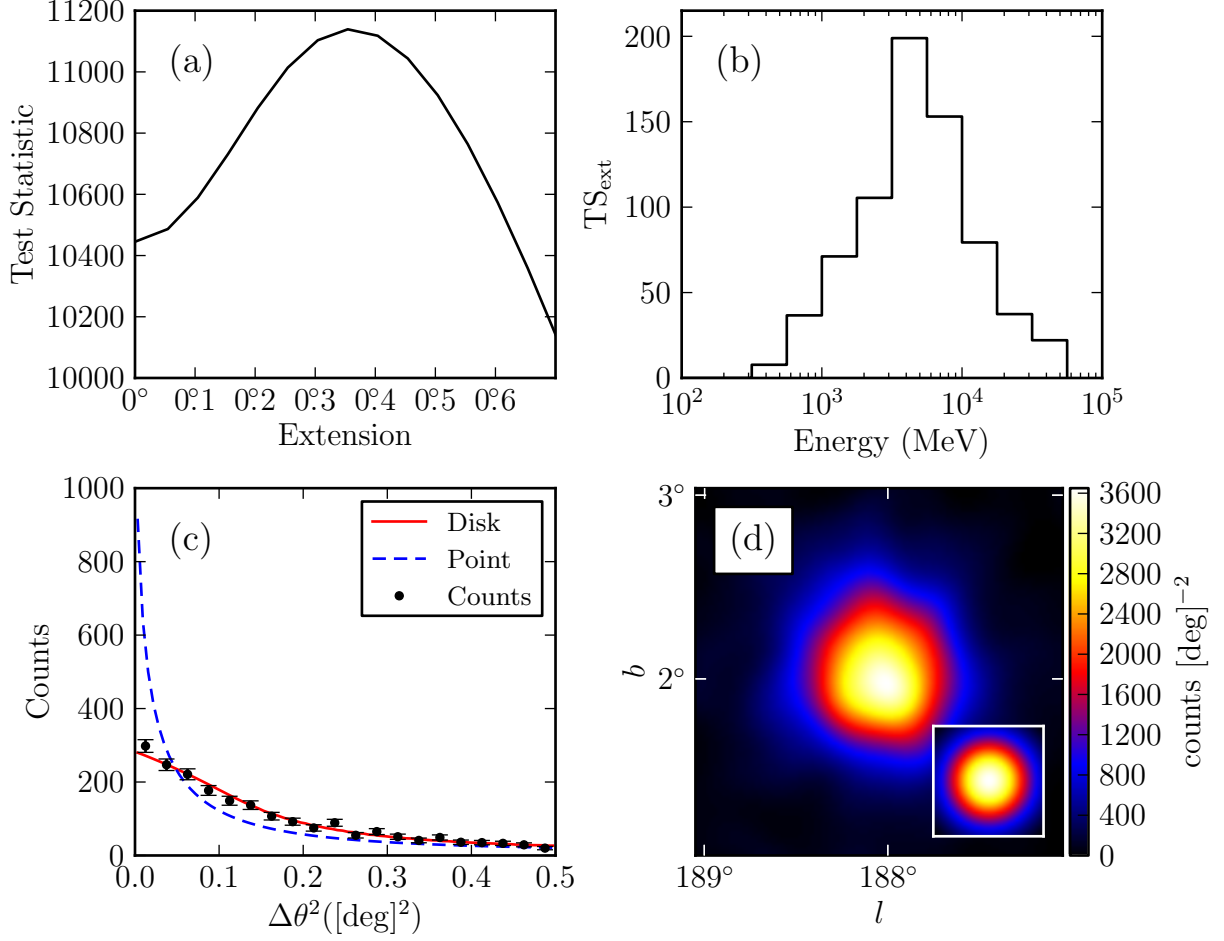 (a)
Test Statistic
11200
11000
10800
10600
10400
10200
10000
0° 0°.1 0°.2 0°.3 0°.4 0°.5 0°.6
Extension
(b)
TS_ext
200
150
100
50
0
10² 10³ 10⁴ 10⁵
Energy (MeV)
(c)
Counts
1000
800
600
400
200
0
Disk
Point
Counts
0.0 0.1 0.2 0.3 0.4 0.5
Δθ²([deg]²)
(d)
b
3°
2°
189° 188°
l
3600
3200
2800
2400
2000
1600
1200
800
400
0
counts [deg]⁻²